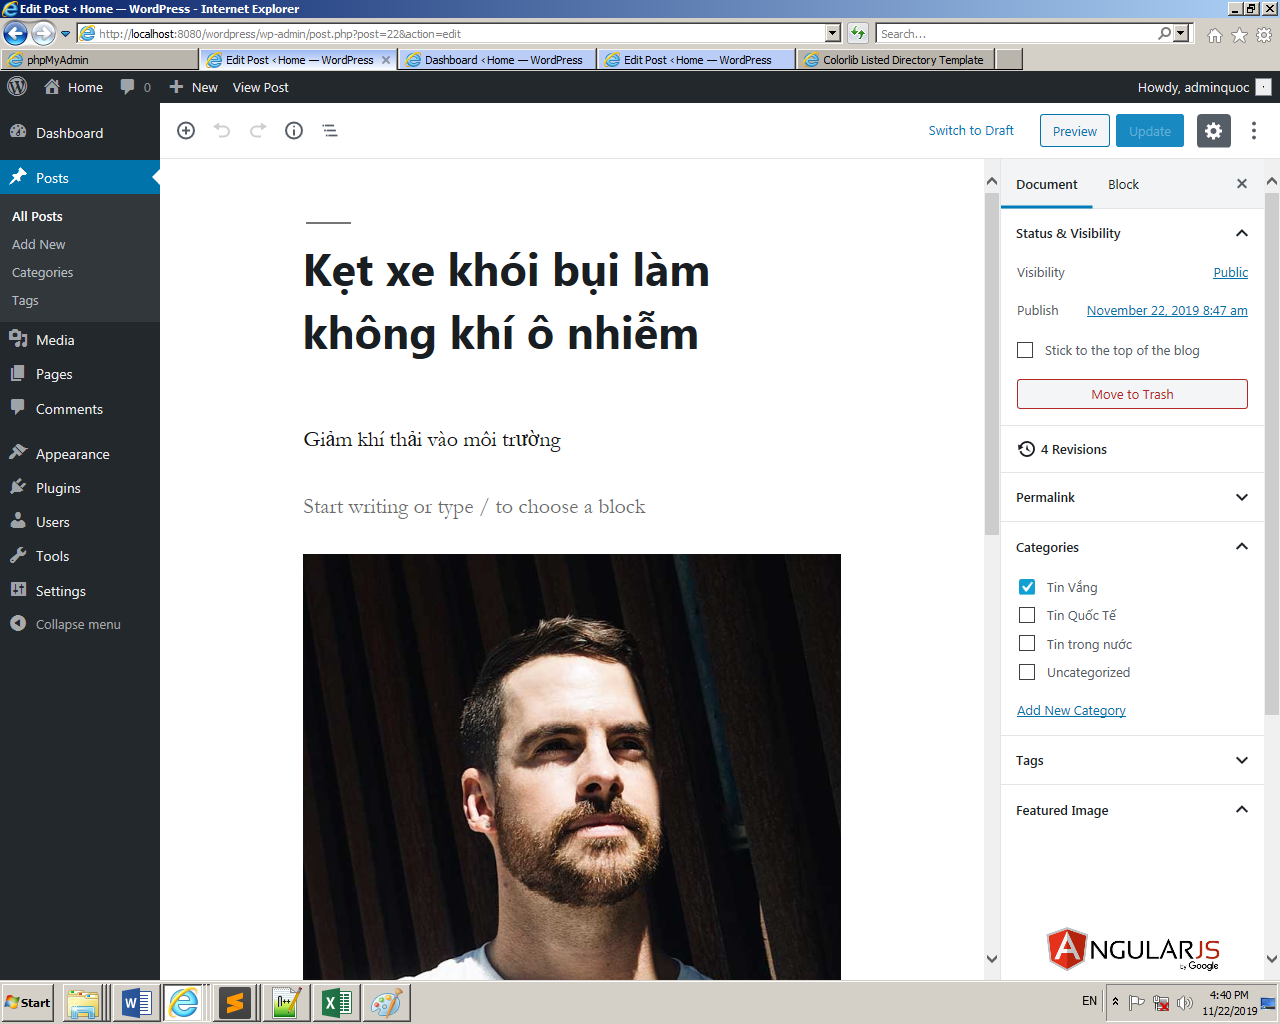 Edit Post ‹ Home — WordPress - Internet Explorer
http://localhost:8080/wordpress/wp-admin/post.php?post=22&action=edit
Search...
phpMyAdmin
Edit Post ‹ Home — WordPress
Dashboard ‹ Home — WordPress
Edit Post ‹ Home — WordPress
Colorlib Listed Directory Template
Home
0
New
View Post
Howdy, adminquoc
Dashboard
Posts
All Posts
Add New
Categories
Tags
Media
Pages
Comments
Appearance
Plugins
Users
Tools
Settings
Collapse menu
Switch to Draft
Preview
Update
Kẹt xe khói bụi làm
không khí ô nhiễm
Giảm khí thải vào môi trường
Start writing or type / to choose a block
Document
Block
Status & Visibility
Visibility
Public
Publish
November 22, 2019 8:47 am
Stick to the top of the blog
Move to Trash
4 Revisions
Permalink
Categories
Tin Vắng
Tin Quốc Tế
Tin trong nước
Uncategorized
Add New Category
Tags
Featured Image
ANGULARJS
by Google
Start
EN
4:40 PM
11/22/2019